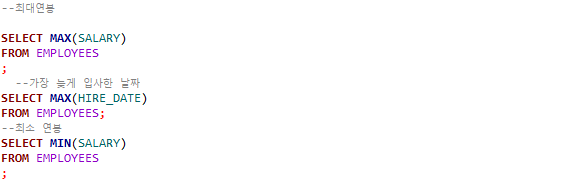 --최대연봉
SELECT MAX(SALARY)
FROM EMPLOYEES
;
--가장 늦게 입사한 날짜
SELECT MAX(HIRE_DATE)
FROM EMPLOYEES;
--최소 연봉
SELECT MIN(SALARY)
FROM EMPLOYEES
;